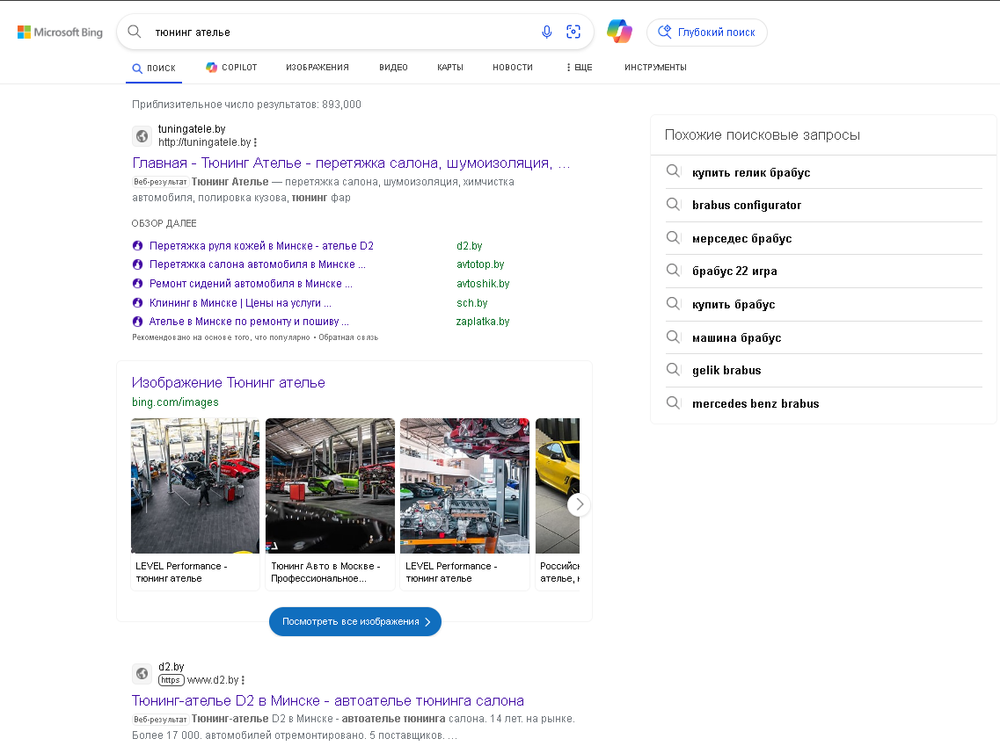 Microsoft Bing
тюнинг ателье
Глубокий поиск
ПОИСК
COPILOT
ИЗОБРАЖЕНИЯ
ВИДЕО
КАРТЫ
НОВОСТИ
ЕЩЕ
ИНСТРУМЕНТЫ
Приблизительное число результатов: 893,000
tuningatele.by
http://tuningatele.by
Главная - Тюнинг Ателье - перетяжка салона, шумоизоляция, ...
Веб-результат Тюнинг Ателье — перетяжка салона, шумоизоляция, химчистка
автомобиля, полировка кузова, тюнинг фар
ОБЗОР ДАЛЕЕ
Перетяжка руля кожей в Минске - ателье D2 d2.by
Перетяжка салона автомобиля в Минске ... avtotop.by
Ремонт сидений автомобиля в Минске ... avtoshik.by
Клининг в Минске | Цены на услуги ... sch.by
Ателье в Минске по ремонту и пошиву ... zaplatka.by
Рекомендовано на основе того, что популярно • Обратная связь
Изображение Тюнинг ателье
bing.com/images
LEVEL Performance -
тюнинг ателье
Тюнинг Авто в Москве -
Профессиональное...
LEVEL Performance -
тюнинг ателье
Российск
ателье, к
Посмотреть все изображения
d2.by
https www.d2.by
Тюнинг-ателье D2 в Минске - автоателье тюнинга салона
Веб-результат Тюнинг-ателье D2 в Минске - автоателье тюнинга салона. 14 лет. на рынке.
Более 17 000. автомобилей отремонтировано. 5 поставщиков. ...
Похожие поисковые запросы
купить гелик брабус
brabus configurator
мерседес брабус
брабус 22 игра
купить брабус
машина брабус
gelik brabus
mercedes benz brabus